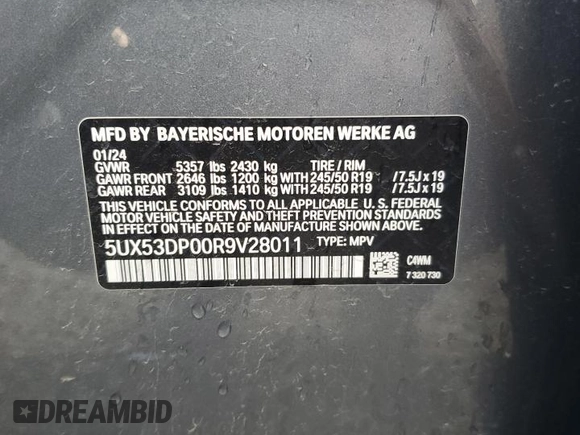 MFD BY BAYERISCHE MOTOREN WERKE AG
01/24
GVWR 5357 lbs 2430 kg TIRE / RIM
GAWR FRONT 2646 lbs 1200 kg WITH 245/50 R19 / 7.5J x 19
GAWR REAR 3109 lbs 1410 kg WITH 245/50 R19 / 7.5J x 19
THIS VEHICLE CONFORMS TO ALL APPLICABLE U. S. FEDERAL
MOTOR VEHICLE SAFETY AND THEFT PREVENTION STANDARDS
IN EFFECT ON THE DATE OF MANUFACTURE SHOWN ABOVE.
5UX53DP00R9V28011 TYPE: MPV
C4WM
7 320 730
DREAMBID